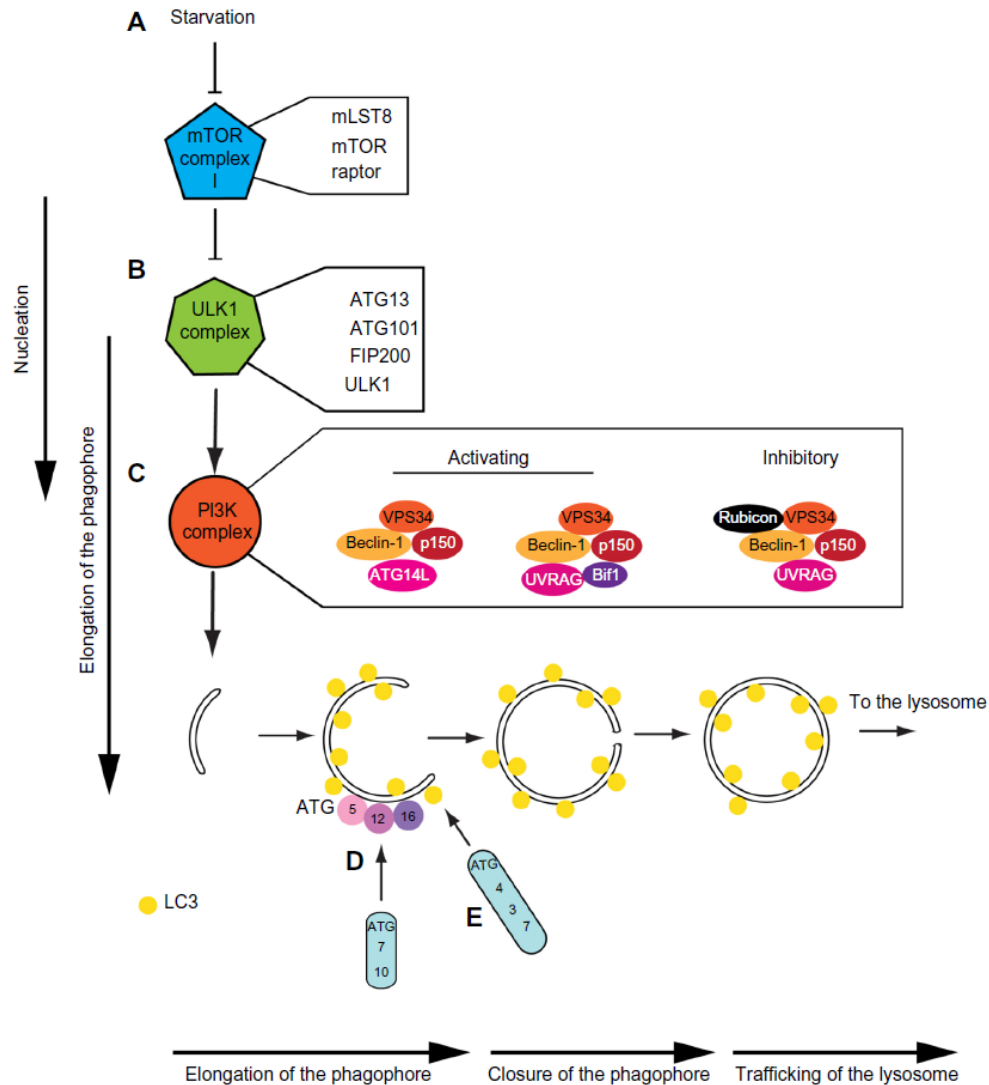 A
Starvation
mTOR
complex
I
mLST8
mTOR
raptor
Nucleation
B
ULK1
complex
ATG13
ATG101
FIP200
ULK1
Elongation of the phagophore
C
PI3K
complex
Activating
Inhibitory
VPS34
Beclin-1
p150
ATG14L
VPS34
Beclin-1
p150
UVRAG
Bif1
Rubicon
VPS34
Beclin-1
p150
UVRAG
To the lysosome
ATG
5
12
16
D
ATG
7
10
E
ATG
4
3
7
LC3
Elongation of the phagophore
Closure of the phagophore
Trafficking of the lysosome